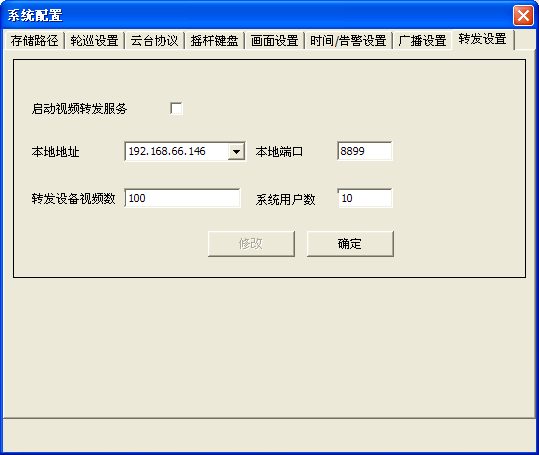 系统配置
存储路径 轮巡设置 云台协议 摇杆键盘 画面设置 时间/告警设置 广播设置 转发设置
启动视频转发服务
本地地址 192.168.66.146 本地端口 8899
转发设备视频数 100 系统用户数 10
修改 确定